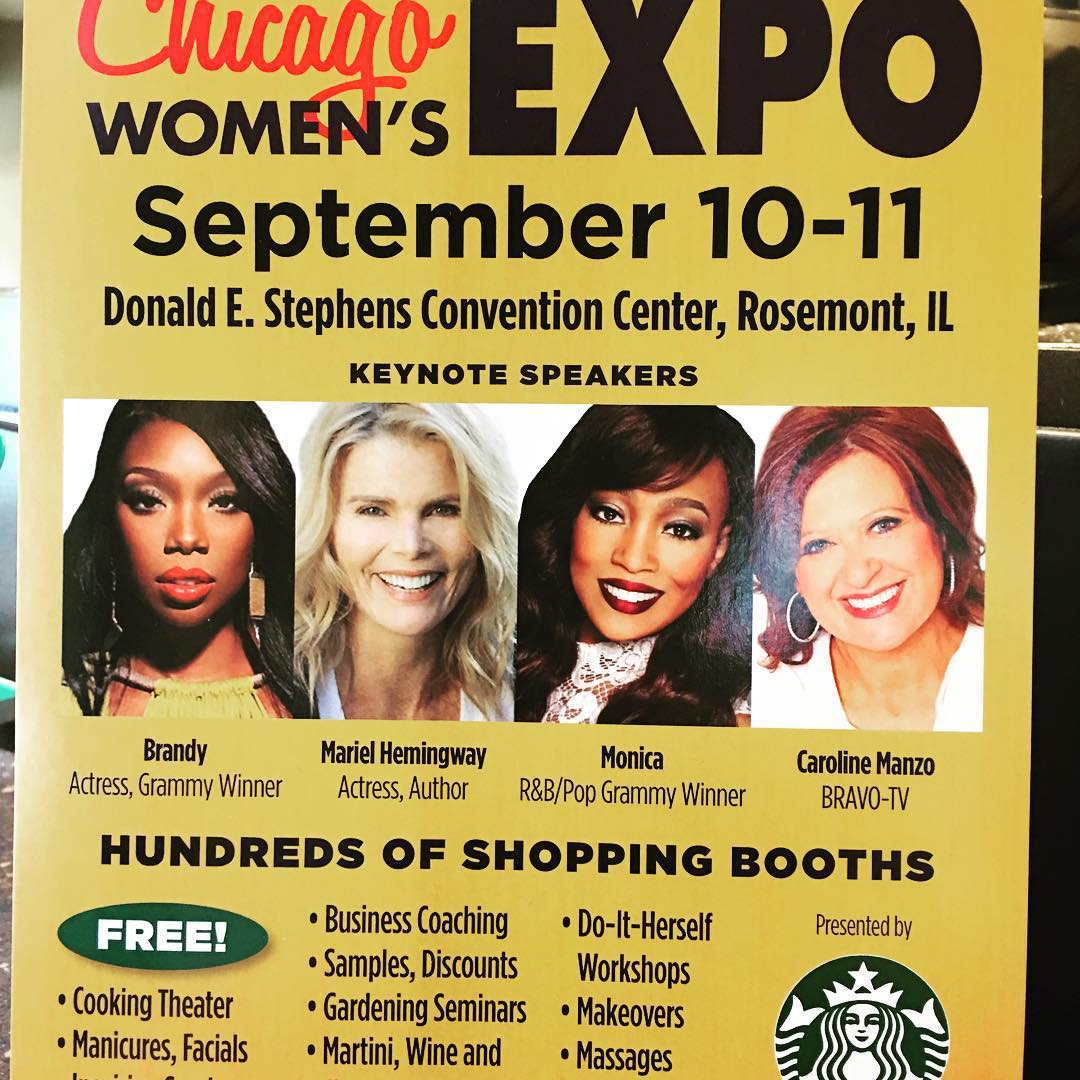 Chicago
WOMEN'S EXPO
September 10-11
Donald E. Stephens Convention Center, Rosemont, IL
KEYNOTE SPEAKERS
Brandy
Actress, Grammy Winner
Mariel Hemingway
Actress, Author
Monica
R&B/Pop Grammy Winner
Caroline Manzo
BRAVO-TV
HUNDREDS OF SHOPPING BOOTHS
FREE!
• Cooking Theater
• Manicures, Facials
• Business Coaching
• Samples, Discounts
• Gardening Seminars
• Martini, Wine and
• Do-It-Herself
Workshops
• Makeovers
• Massages
Presented by